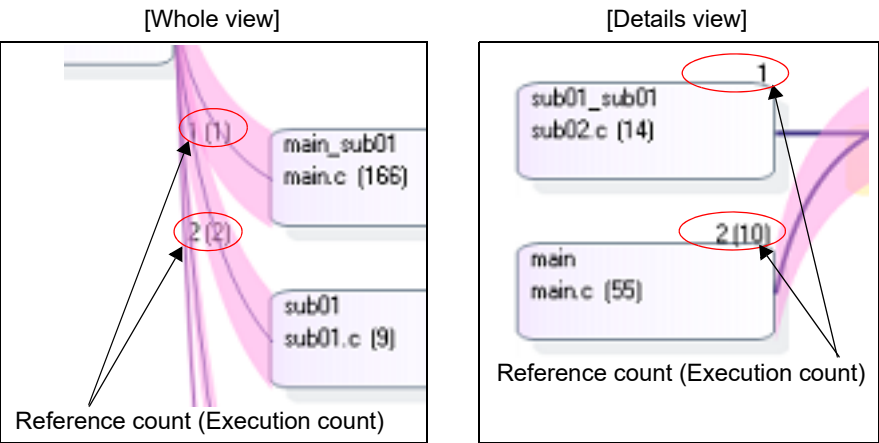 [Whole view]
1 (1)
main_sub01
main.c (166)
2 (2)
sub01
sub01.c (9)
Reference count (Execution count)
[Details view]
1
sub01_sub01
sub02.c (14)
2 (10)
main
main.c (55)
Reference count (Execution count)